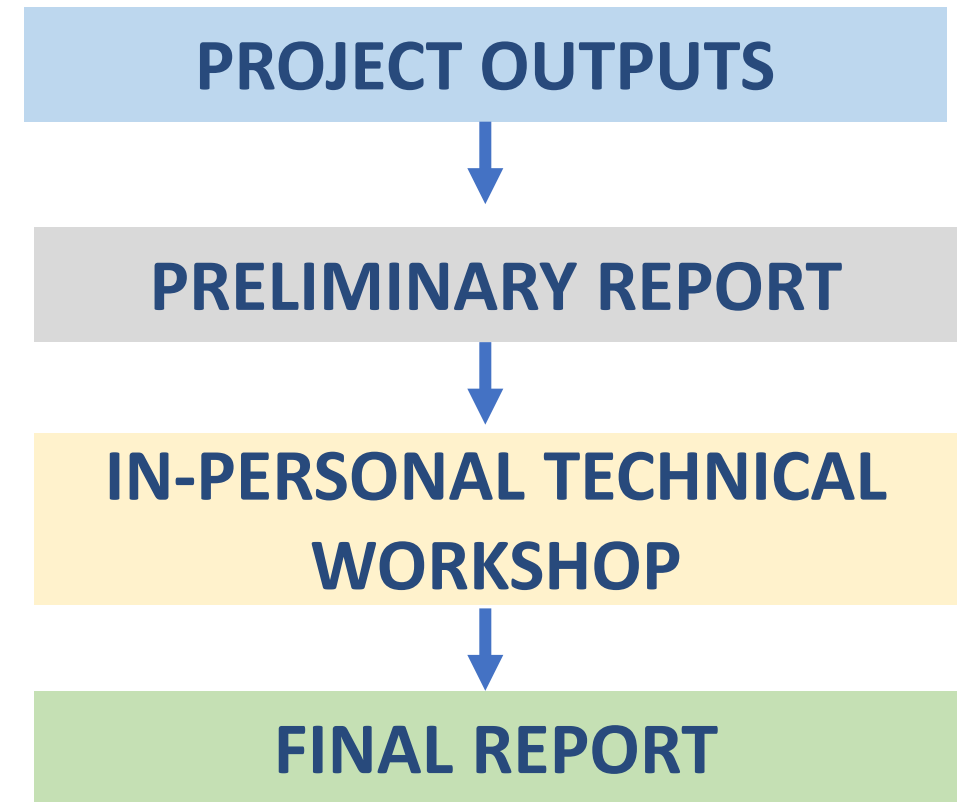 PROJECT OUTPUTS
PRELIMINARY REPORT
IN-PERSONAL TECHNICAL
WORKSHOP
FINAL REPORT